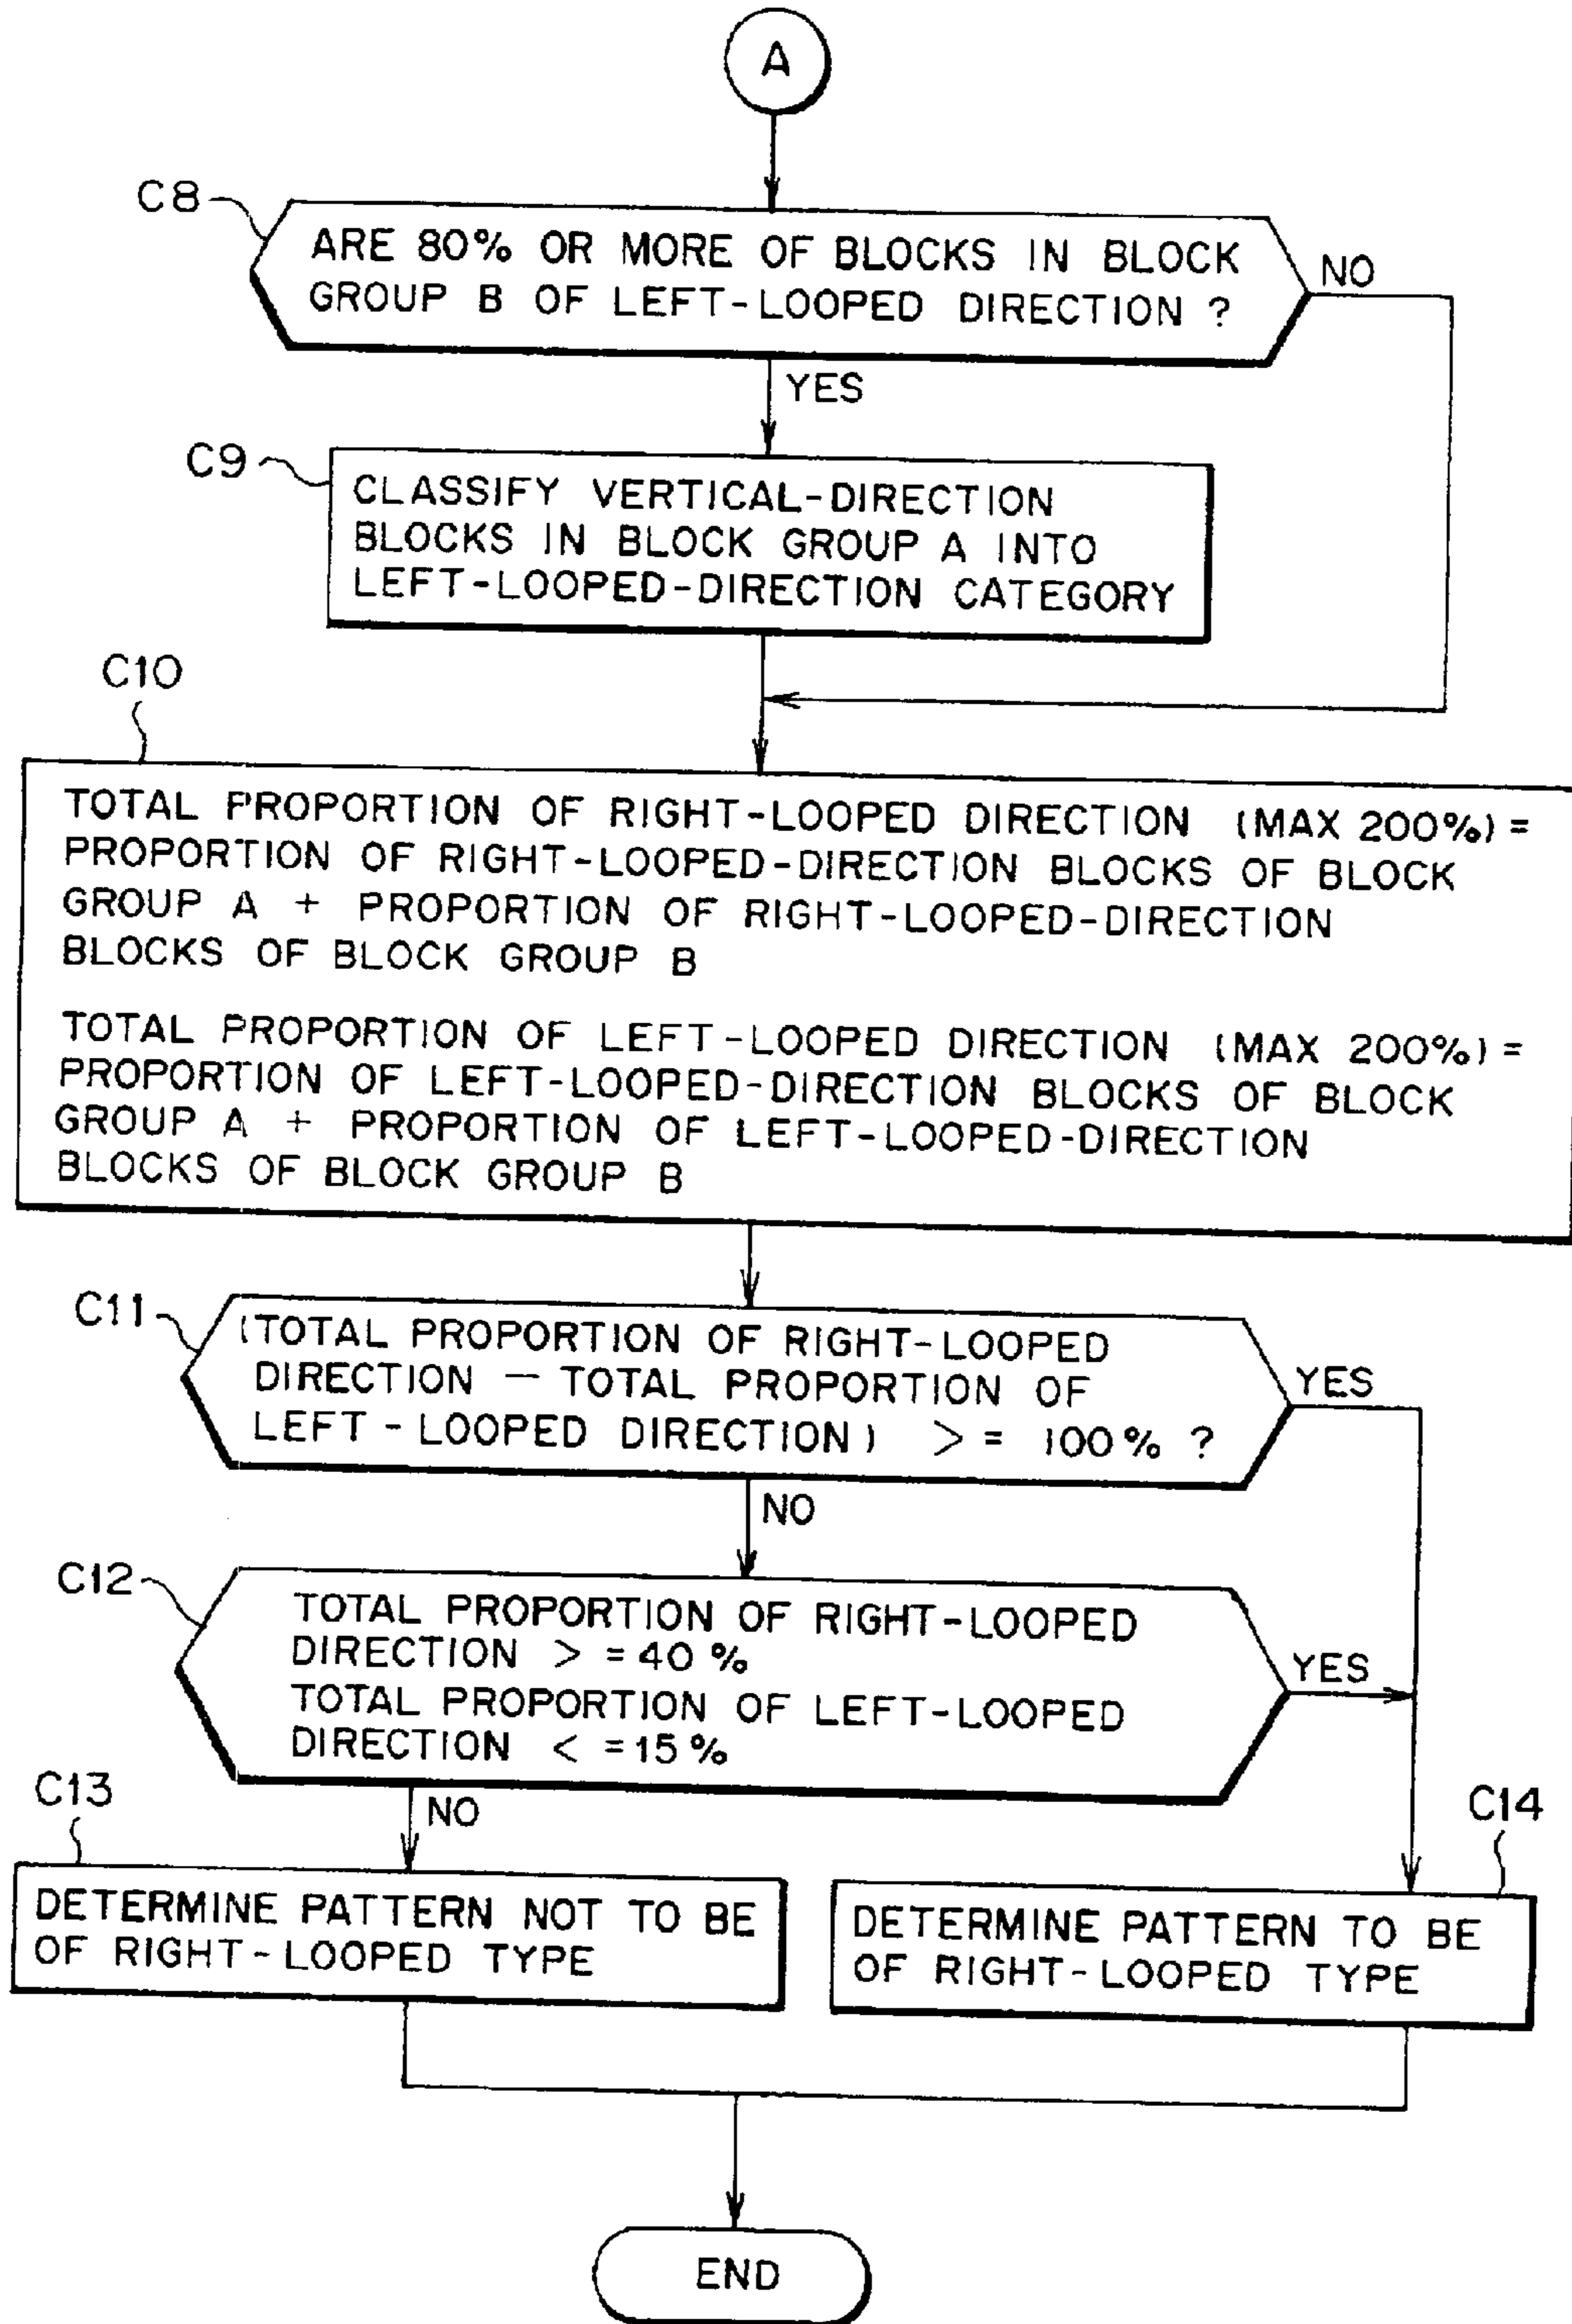 A
C8
ARE 80% OR MORE OF BLOCKS IN BLOCK
GROUP B OF LEFT-LOOPED DIRECTION ?
NO
YES
C9
CLASSIFY VERTICAL-DIRECTION
BLOCKS IN BLOCK GROUP A INTO
LEFT-LOOPED-DIRECTION CATEGORY
C10
TOTAL PROPORTION OF RIGHT-LOOPED DIRECTION (MAX 200%) =
PROPORTION OF RIGHT-LOOPED-DIRECTION BLOCKS OF BLOCK
GROUP A + PROPORTION OF RIGHT-LOOPED-DIRECTION
BLOCKS OF BLOCK GROUP B
TOTAL PROPORTION OF LEFT-LOOPED DIRECTION (MAX 200%) =
PROPORTION OF LEFT-LOOPED-DIRECTION BLOCKS OF BLOCK
GROUP A + PROPORTION OF LEFT-LOOPED-DIRECTION
BLOCKS OF BLOCK GROUP B
C11
(TOTAL PROPORTION OF RIGHT-LOOPED
DIRECTION — TOTAL PROPORTION OF
LEFT - LOOPED DIRECTION) > = 100% ?
YES
NO
C12
TOTAL PROPORTION OF RIGHT-LOOPED
DIRECTION > = 40 %
TOTAL PROPORTION OF LEFT-LOOPED
DIRECTION < = 15 %
YES
NO
C13
DETERMINE PATTERN NOT TO BE
OF RIGHT-LOOPED TYPE
C14
DETERMINE PATTERN TO BE
OF RIGHT-LOOPED TYPE
END